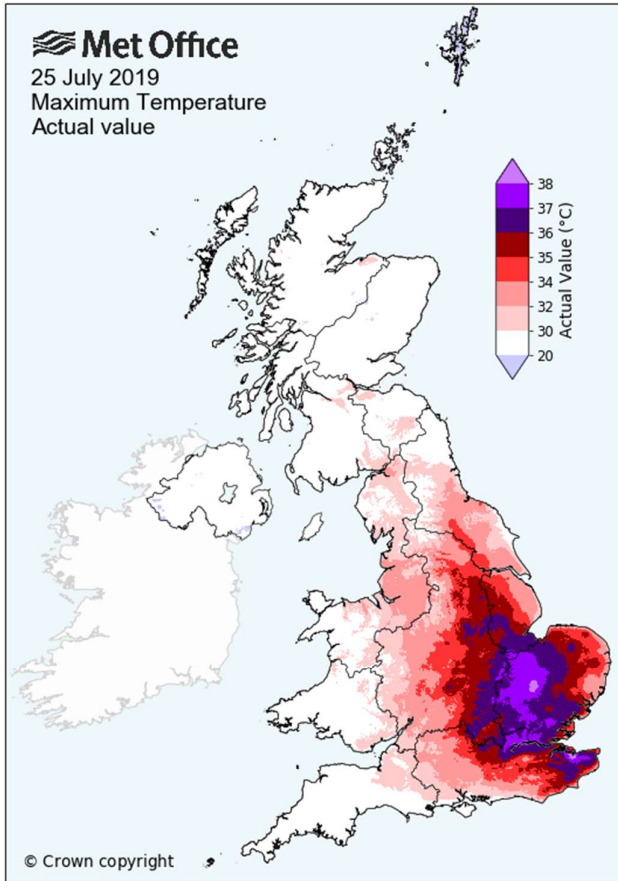 Met Office
25 July 2019
Maximum Temperature
Actual value
38
37
36
35
34
32
30
20
Actual Value (°C)
© Crown copyright